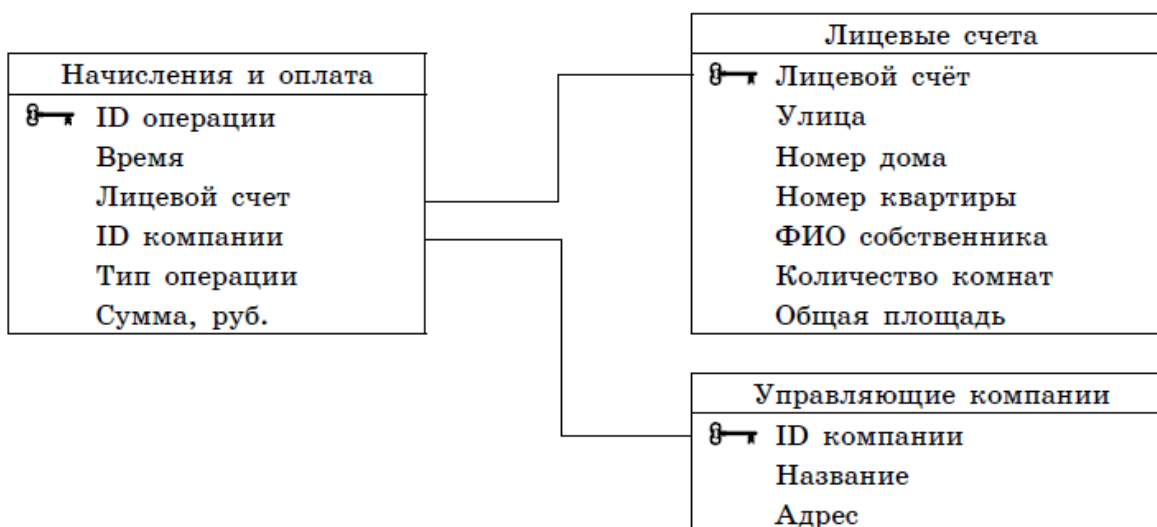 Начисления и оплата
ID операции
Время
Лицевой счет
ID компании
Тип операции
Сумма, руб.
Лицевые счета
Лицевой счёт
Улица
Номер дома
Номер квартиры
ФИО собственника
Количество комнат
Общая площадь
Управляющие компании
ID компании
Название
Адрес